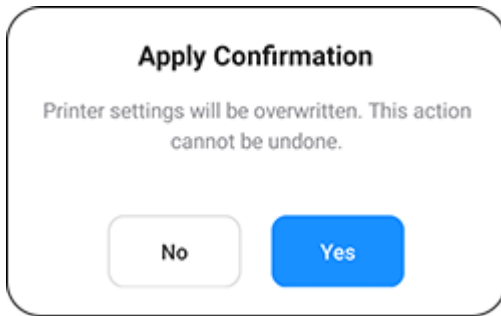 Apply Confirmation
Printer settings will be overwritten. This action
cannot be undone.
No
Yes